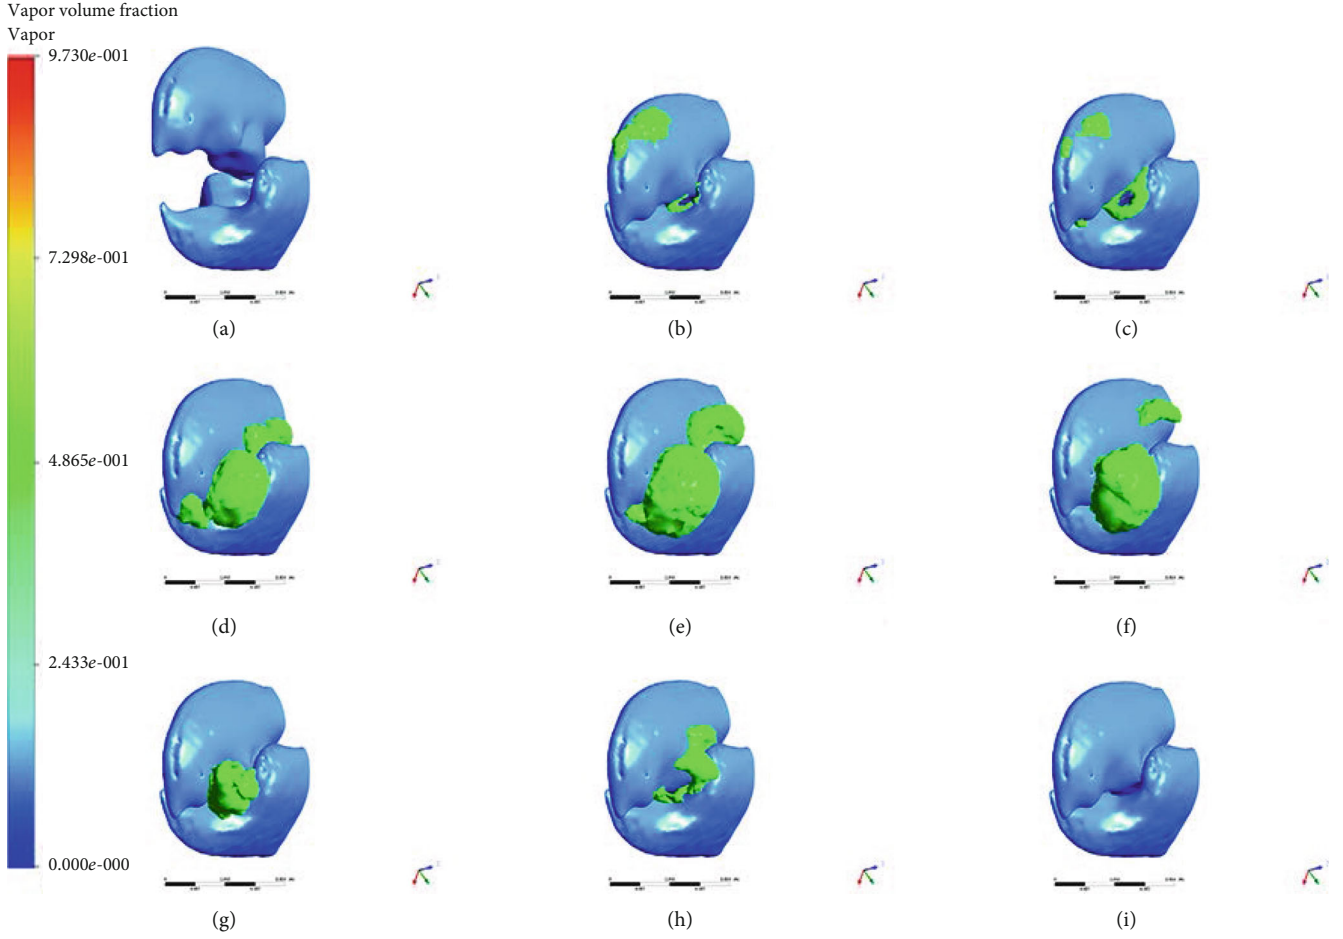 Vapor volume fraction
Vapor
9.730e-001
7.298e-001
4.865e-001
2.433e-001
0.000e-000
(a)
(b)
(c)
(d)
(e)
(f)
(g)
(h)
(i)